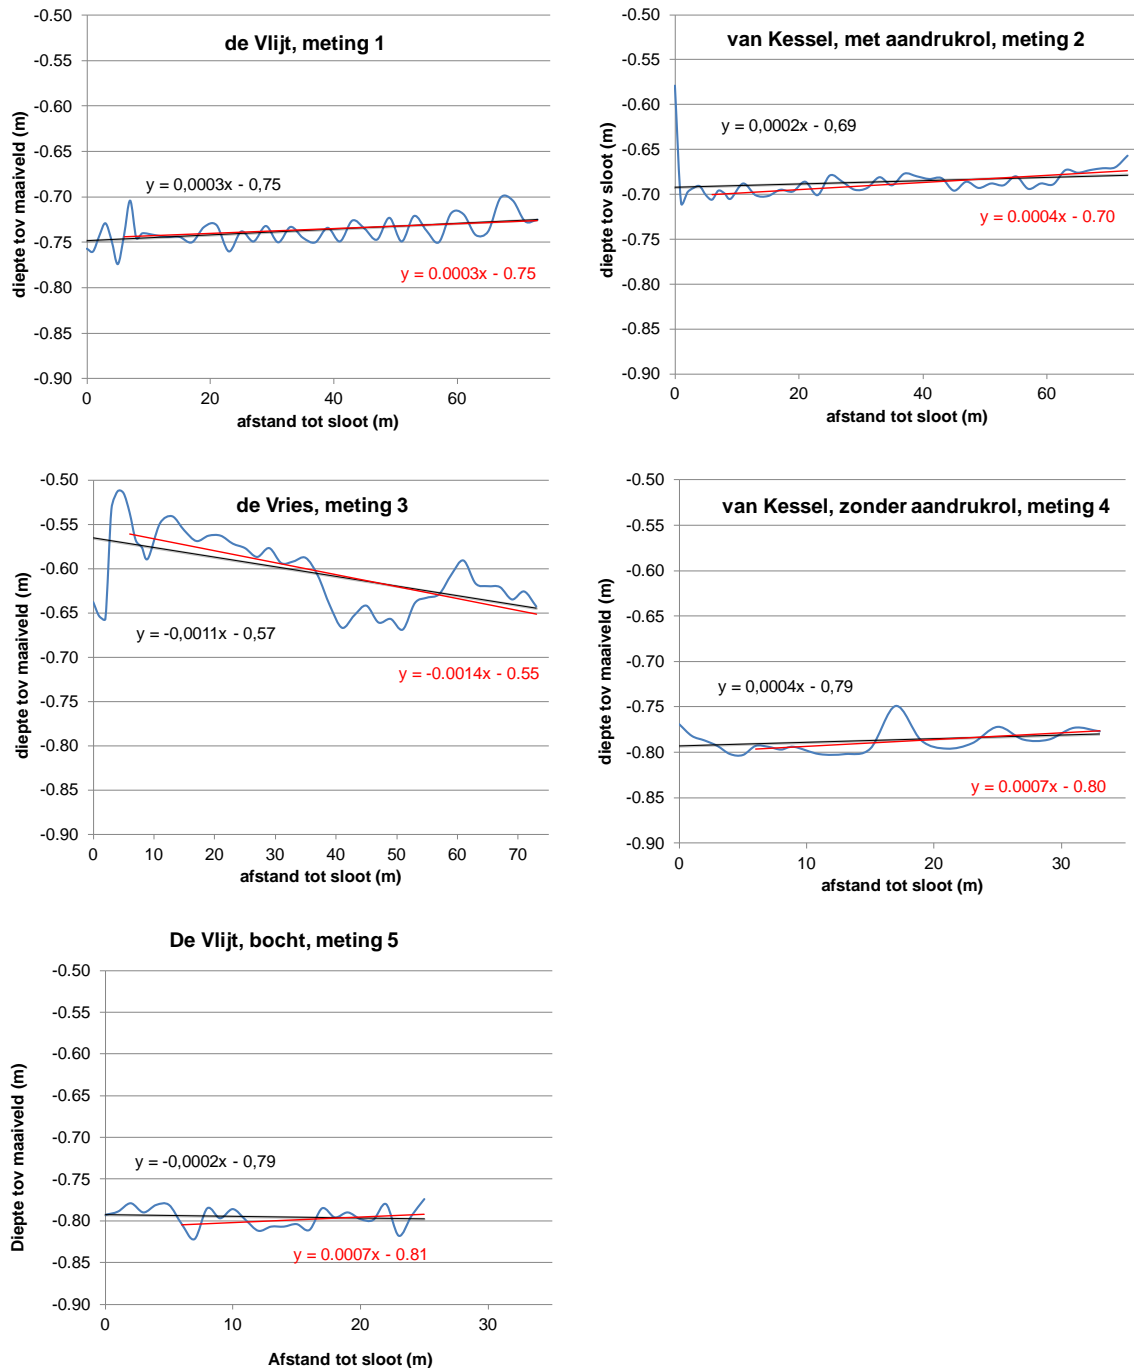 de Vlijt, meting 1
diepte tov maaiveld (m)
-0.50
-0.55
-0.60
-0.65
-0.70
-0.75
-0.80
-0.85
-0.90
y = 0,0003x - 0,75
y = 0.0003x - 0.75
0 20 40 60
afstand tot sloot (m)
van Kessel, met aandrukrol, meting 2
diepte tov sloot (m)
-0.50
-0.55
-0.60
-0.65
-0.70
-0.75
-0.80
-0.85
-0.90
y = 0,0002x - 0,69
y = 0.0004x - 0.70
0 20 40 60
afstand tot sloot (m)
de Vries, meting 3
diepte tov maaiveld (m)
-0.50
-0.55
-0.60
-0.65
-0.70
-0.75
-0.80
-0.85
-0.90
y = -0,0011x - 0,57
y = -0.0014x - 0.55
0 10 20 30 40 50 60 70
afstand tot sloot (m)
van Kessel, zonder aandrukrol, meting 4
diepte tov maaiveld (m)
-0.50
-0.55
-0.60
-0.65
-0.70
-0.75
-0.80
-0.85
-0.90
y = 0,0004x - 0,79
y = 0.0007x - 0.80
0 10 20 30
afstand tot sloot (m)
De Vlijt, bocht, meting 5
Diepte tov maaiveld (m)
-0.50
-0.55
-0.60
-0.65
-0.70
-0.75
-0.80
-0.85
-0.90
y = -0,0002x - 0,79
y = 0.0007x - 0.81
0 10 20 30
Afstand tot sloot (m)